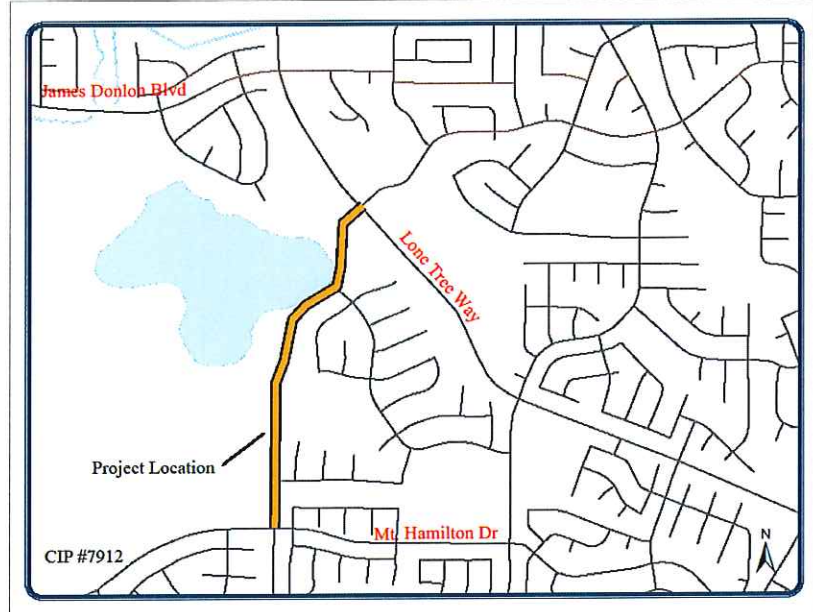 James Donlon Blvd
Lone Tree Way
Project Location
Mt. Hamilton Dr
CIP #7912
N